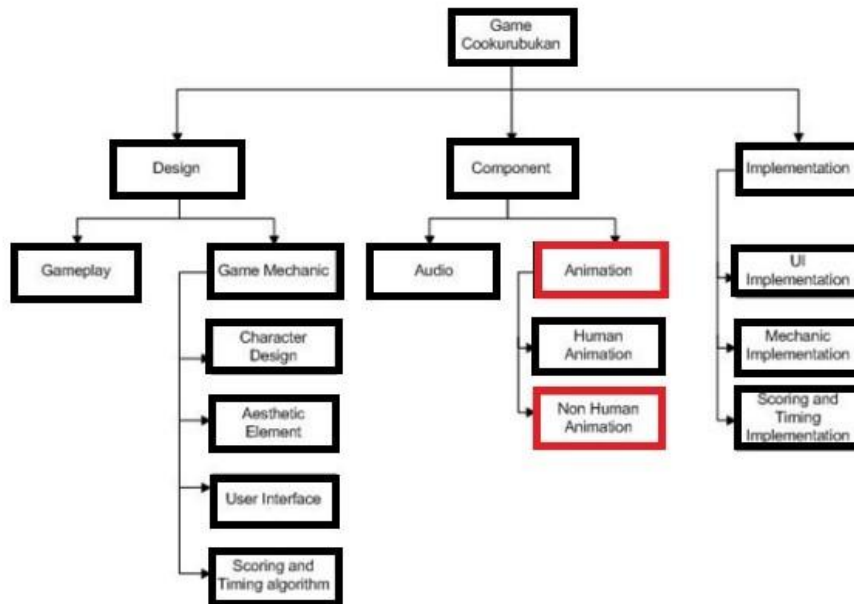 Game
Cookurubukan
Design
Component
Implementation
Gameplay
Game Mechanic
Audio
Animation
UI
Implementation
Character
Design
Human
Animation
Mechanic
Implementation
Aesthetic
Element
Non Human
Animation
Scoring and
Timing
Implementation
User Interface
Scoring and
Timing algorithm